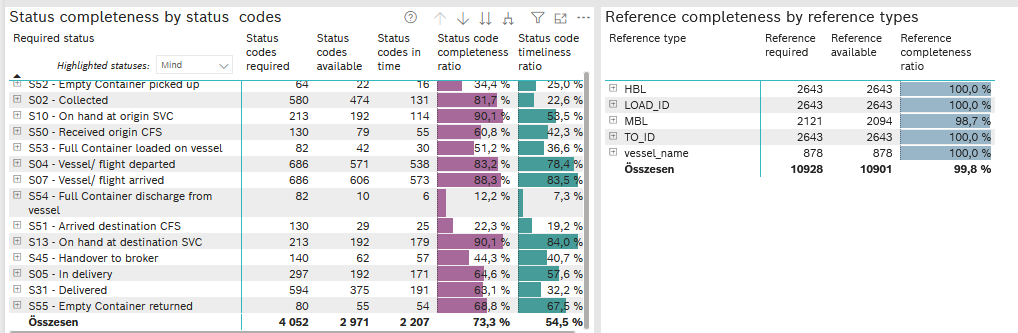 Status completeness by status codes
Required status
Status codes required
Status codes available
Status codes in time
Status code completeness ratio
Status code timeliness ratio
Highlighted statuses: Mind
S52 - Empty Container picked up 64 22 16 34,4 % 25,0 %
S02 - Collected 580 474 131 81,7 % 22,6 %
S10 - On hand at origin SVC 213 192 114 90,1 % 53,5 %
S50 - Received origin CFS 130 79 55 60,8 % 42,3 %
S53 - Full Container loaded on vessel 82 42 30 51,2 % 36,6 %
S04 - Vessel/ flight departed 686 571 538 83,2 % 78,4 %
S07 - Vessel/ flight arrived 686 606 573 88,3 % 83,5 %
S54 - Full Container discharge from vessel 82 10 6 12,2 % 7,3 %
S51 - Arrived destination CFS 130 29 25 22,3 % 19,2 %
S13 - On hand at destination SVC 213 192 179 90,1 % 84,0 %
S45 - Handover to broker 140 62 57 44,3 % 40,7 %
S05 - In delivery 297 192 171 64,6 % 57,6 %
S31 - Delivered 594 375 191 63,1 % 32,2 %
S55 - Empty Container returned 80 55 54 68,8 % 67,5 %
Összesen 4 052 2 971 2 207 73,3 % 54,5 %
Reference completeness by reference types
Reference type
Reference required
Reference available
Reference completeness ratio
HBL 2643 2643 100,0 %
LOAD_ID 2643 2643 100,0 %
MBL 2121 2094 98,7 %
TO_ID 2643 2643 100,0 %
vessel_name 878 878 100,0 %
Összesen 10928 10901 99,8 %